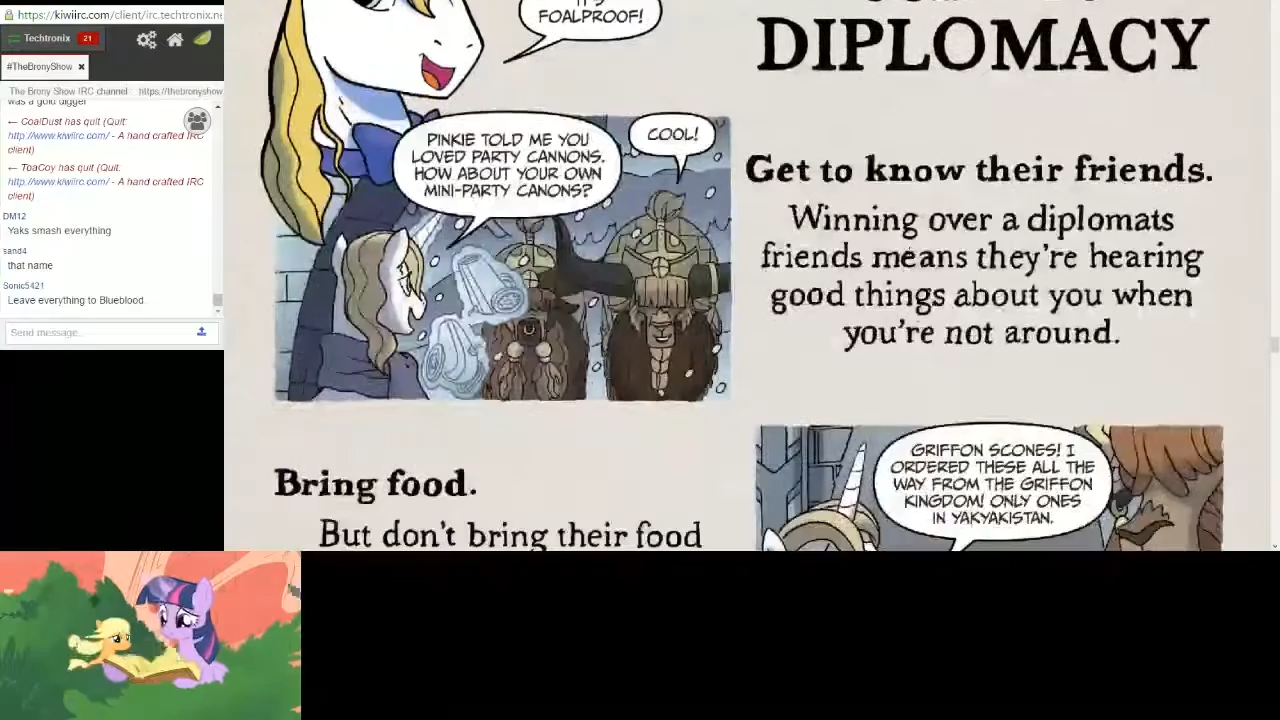 https://kiwiirc.com/client/irc.techtronix.ne
Techtronix 21
#TheBronyShow ×
The Brony Show IRC channel https://thebronyshow
was a gold digger
← CoalDust has quit (Quit:
http://www.kiwiirc.com/ - A hand crafted IRC
client)
← ToaCoy has quit (Quit:
http://www.kiwiirc.com/ - A hand crafted IRC
client)
DM12
Yaks smash everything
sand4
that name
Sonic5421
Leave everything to Blueblood.
Send message...
IT'S
FOALPROOF!
PINKIE TOLD ME YOU
LOVED PARTY CANNONS.
HOW ABOUT YOUR OWN
MINI-PARTY CANONS?
COOL!
Bring food.
But don't bring their food
DIPLOMACY
Get to know their friends.
Winning over a diplomats
friends means they're hearing
good things about you when
you're not around.
GRIFFON SCONES! I
ORDERED THESE ALL THE
WAY FROM THE GRIFFON
KINGDOM! ONLY ONES
IN YAKYAKISTAN.